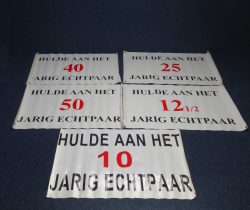 HULDE AAN HET
40
JARIG ECHTPAAR
HULDE AAN HET
25
JARIG ECHTPAAR
HULDE AAN HET
50
JARIG ECHTPAAR
HULDE AAN HET
12 1/2
JARIG ECHTPAAR
HULDE AAN HET
10
JARIG ECHTPAAR